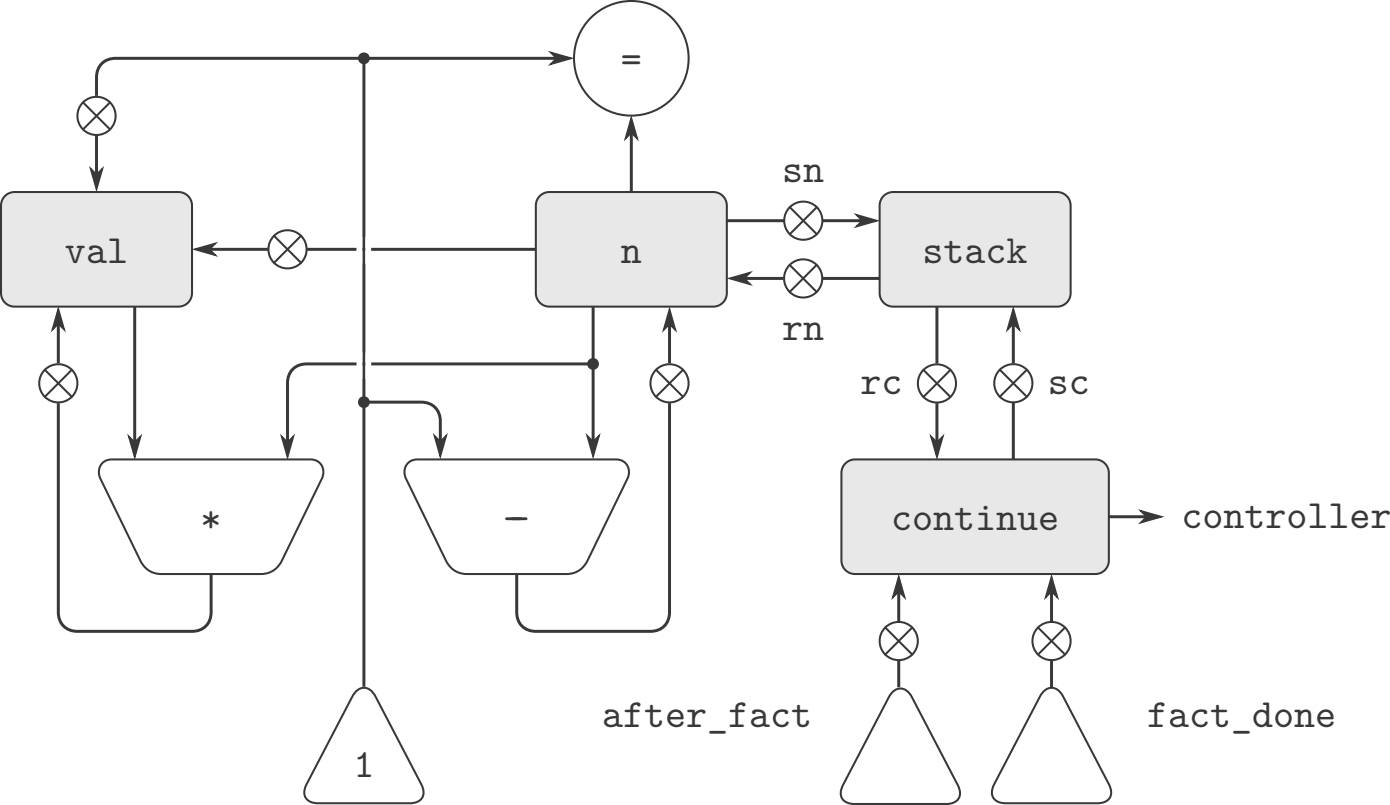 =
sn
val
n
stack
rn
rc
sc
*
−
continue
controller
after_fact
fact_done
1